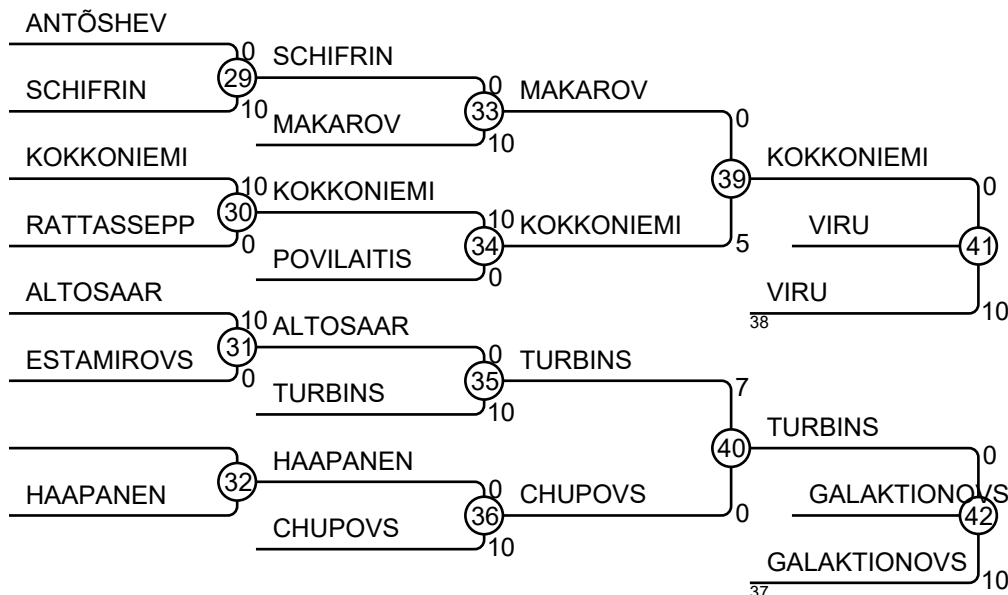 ANTÕSHEV
0
SCHIFRIN
29
0
SCHIFRIN
10
MAKAROV
33
MAKAROV
0
MAKAROV
10
KOKKONIEMI
39
KOKKONIEMI
10
KOKKONIEMI
10
0
30
RATTASSEPP
0
34
KOKKONIEMI
5
VIRU
41
POVILAITIS
0
ALTOSAAR
VIRU
10
38
10
ALTOSAAR
31
0
ESTAMIROVS
0
35
TURBINS
7
TURBINS
10
TURBINS
40
0
HAAPANEN
32
HAAPANEN
0
GALAKTIONOVS
36
CHUPOVS
0
42
CHUPOVS
10
GALAKTIONOVS
10
37